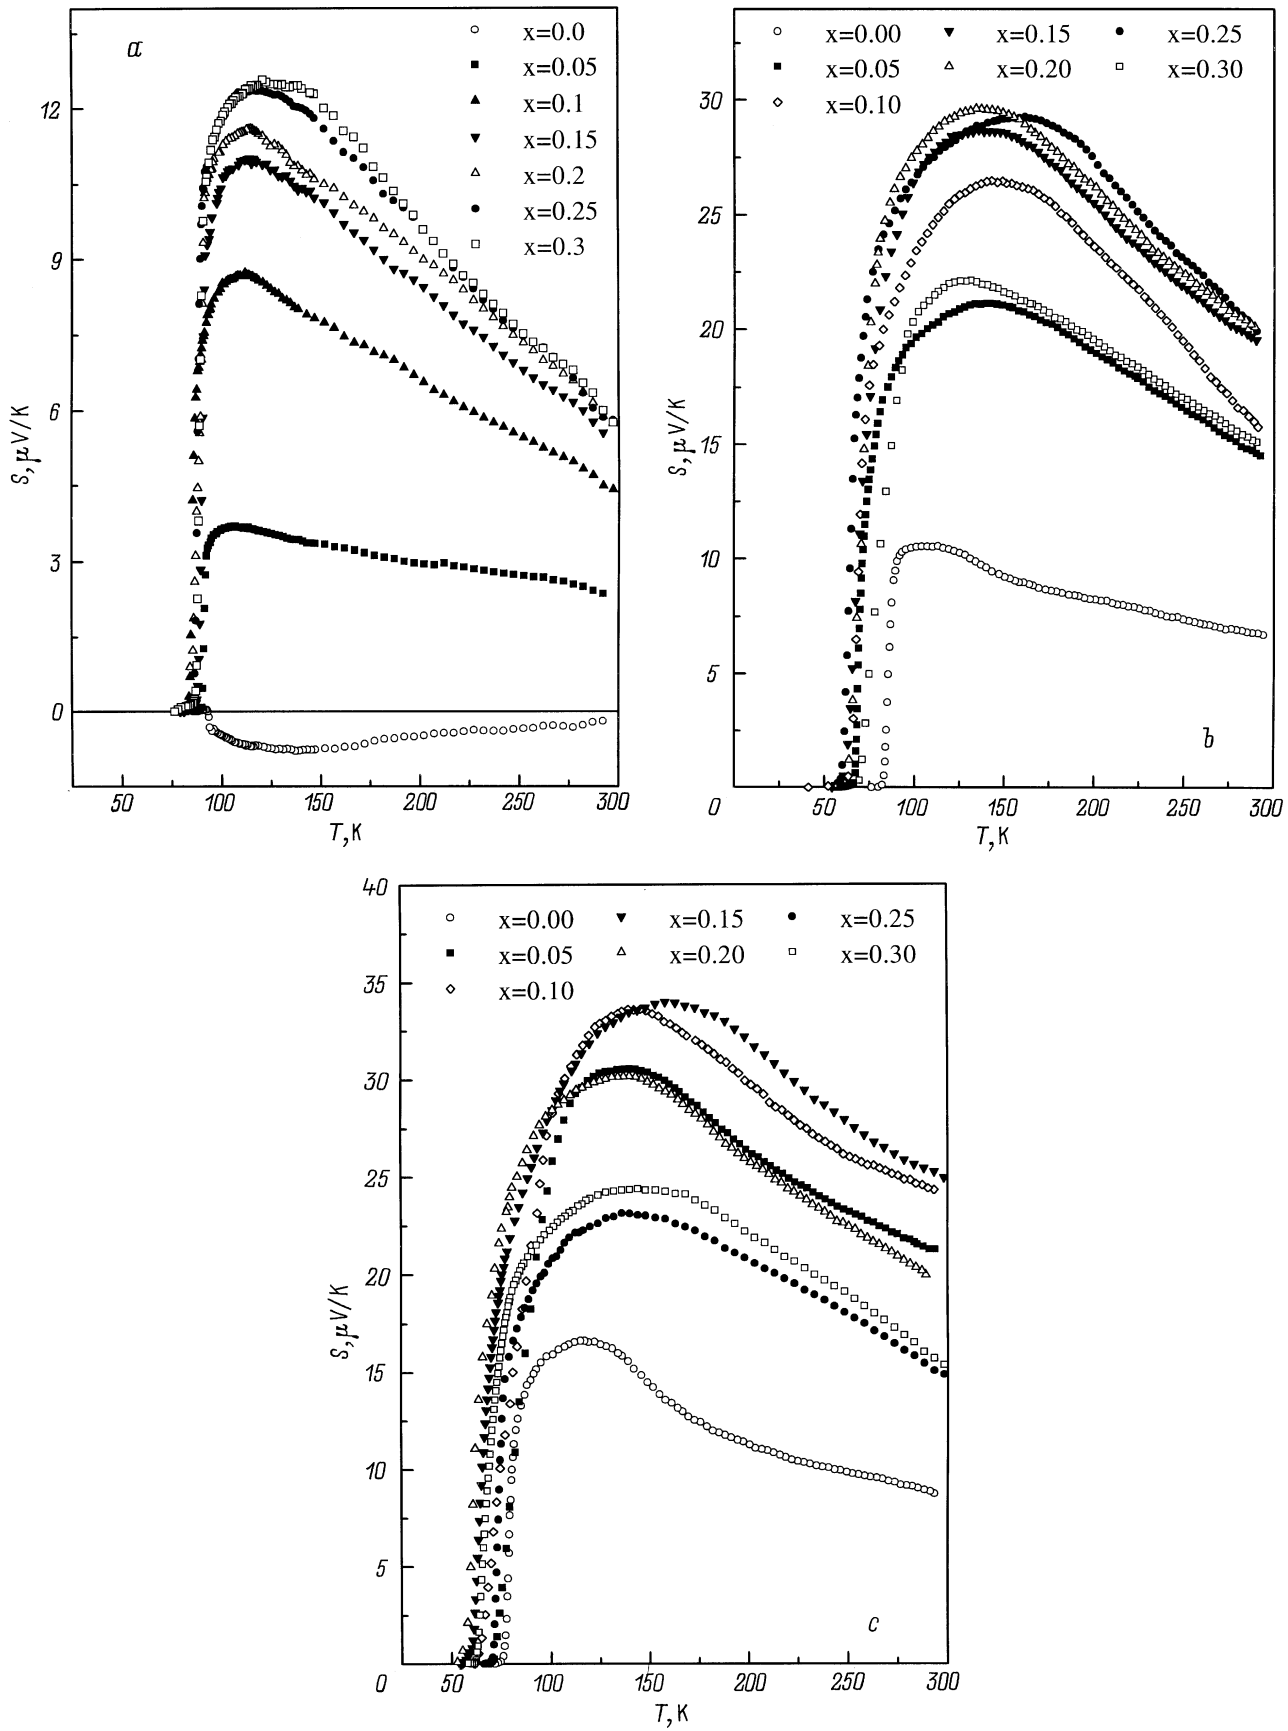 a
x=0.0
x=0.05
x=0.1
x=0.15
x=0.2
x=0.25
x=0.3
12
9
6
3
0
S, μV/K
50 100 150 200 250 300
T, K
x=0.00 x=0.15 x=0.25
x=0.05 x=0.20 x=0.30
x=0.10
30
25
20
15
10
5
S, μV/K
b
0 50 100 150 200 250 300
T, K
40
35
30
25
20
15
10
5
x=0.00 x=0.15 x=0.25
x=0.05 x=0.20 x=0.30
x=0.10
S, μV/K
c
0 50 100 150 200 250 300
T, K